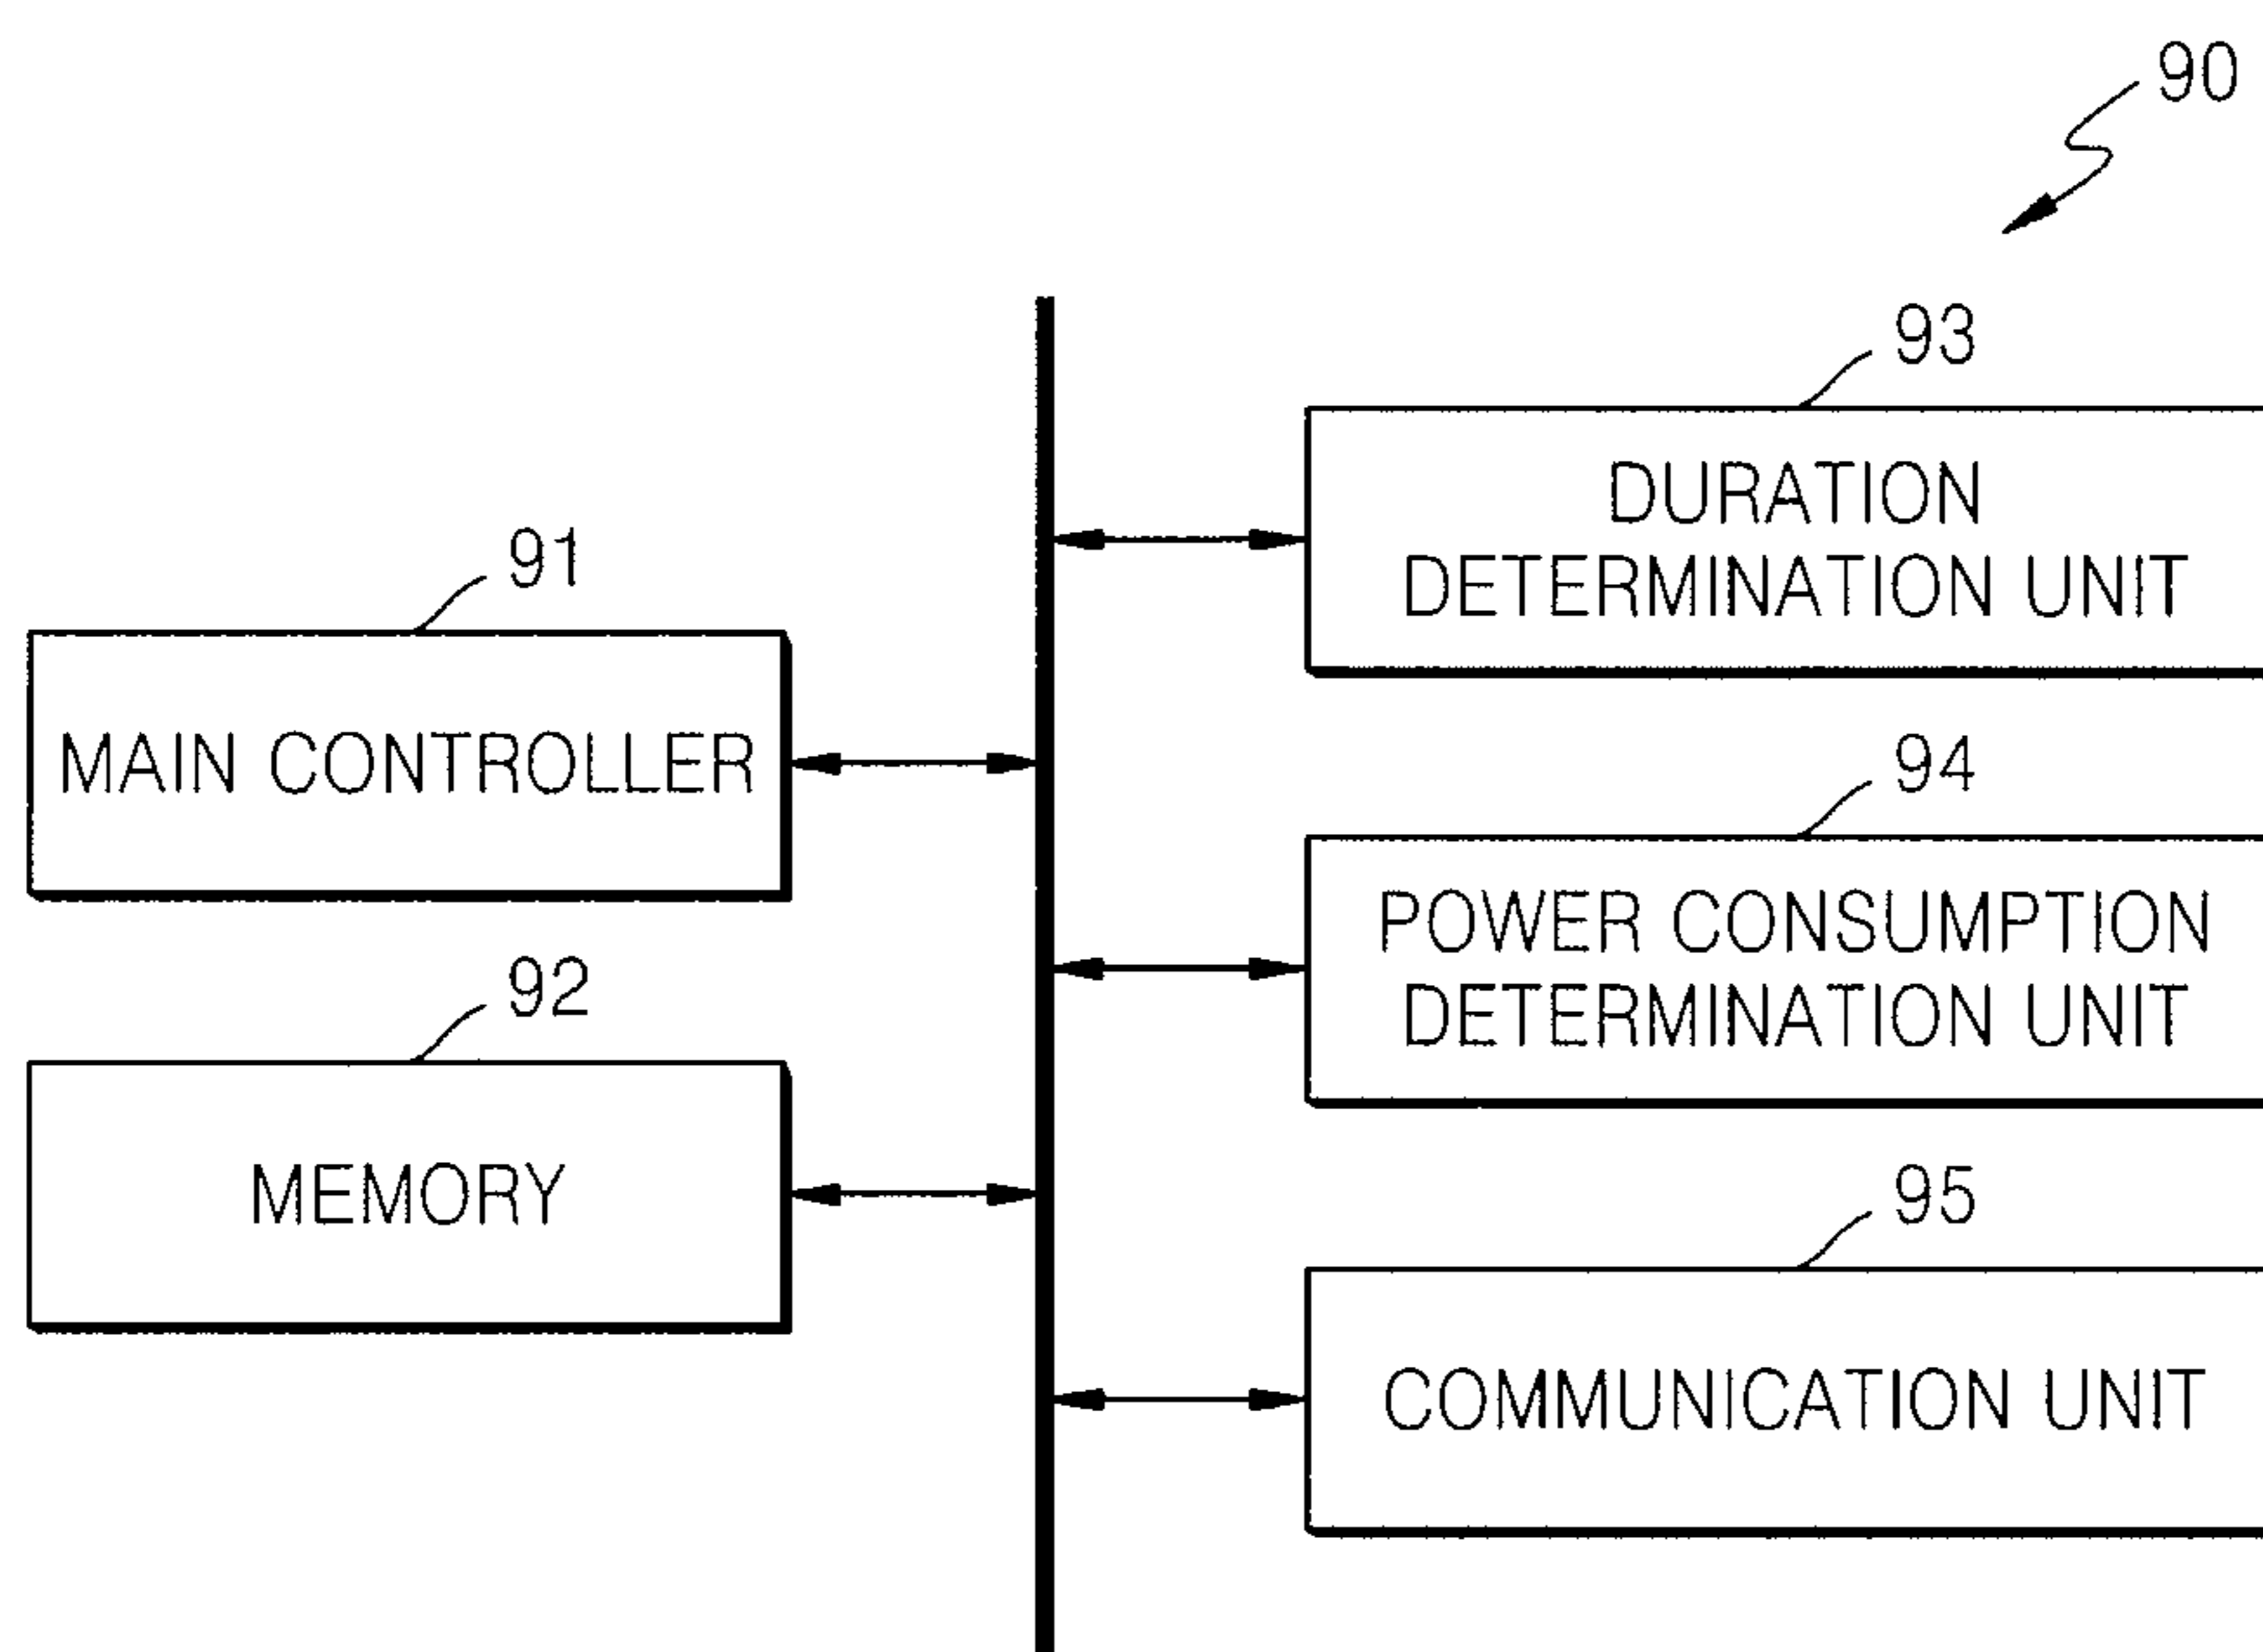 90
93
DURATION
DETERMINATION UNIT
91
MAIN CONTROLLER
94
POWER CONSUMPTION
DETERMINATION UNIT
92
MEMORY
95
COMMUNICATION UNIT